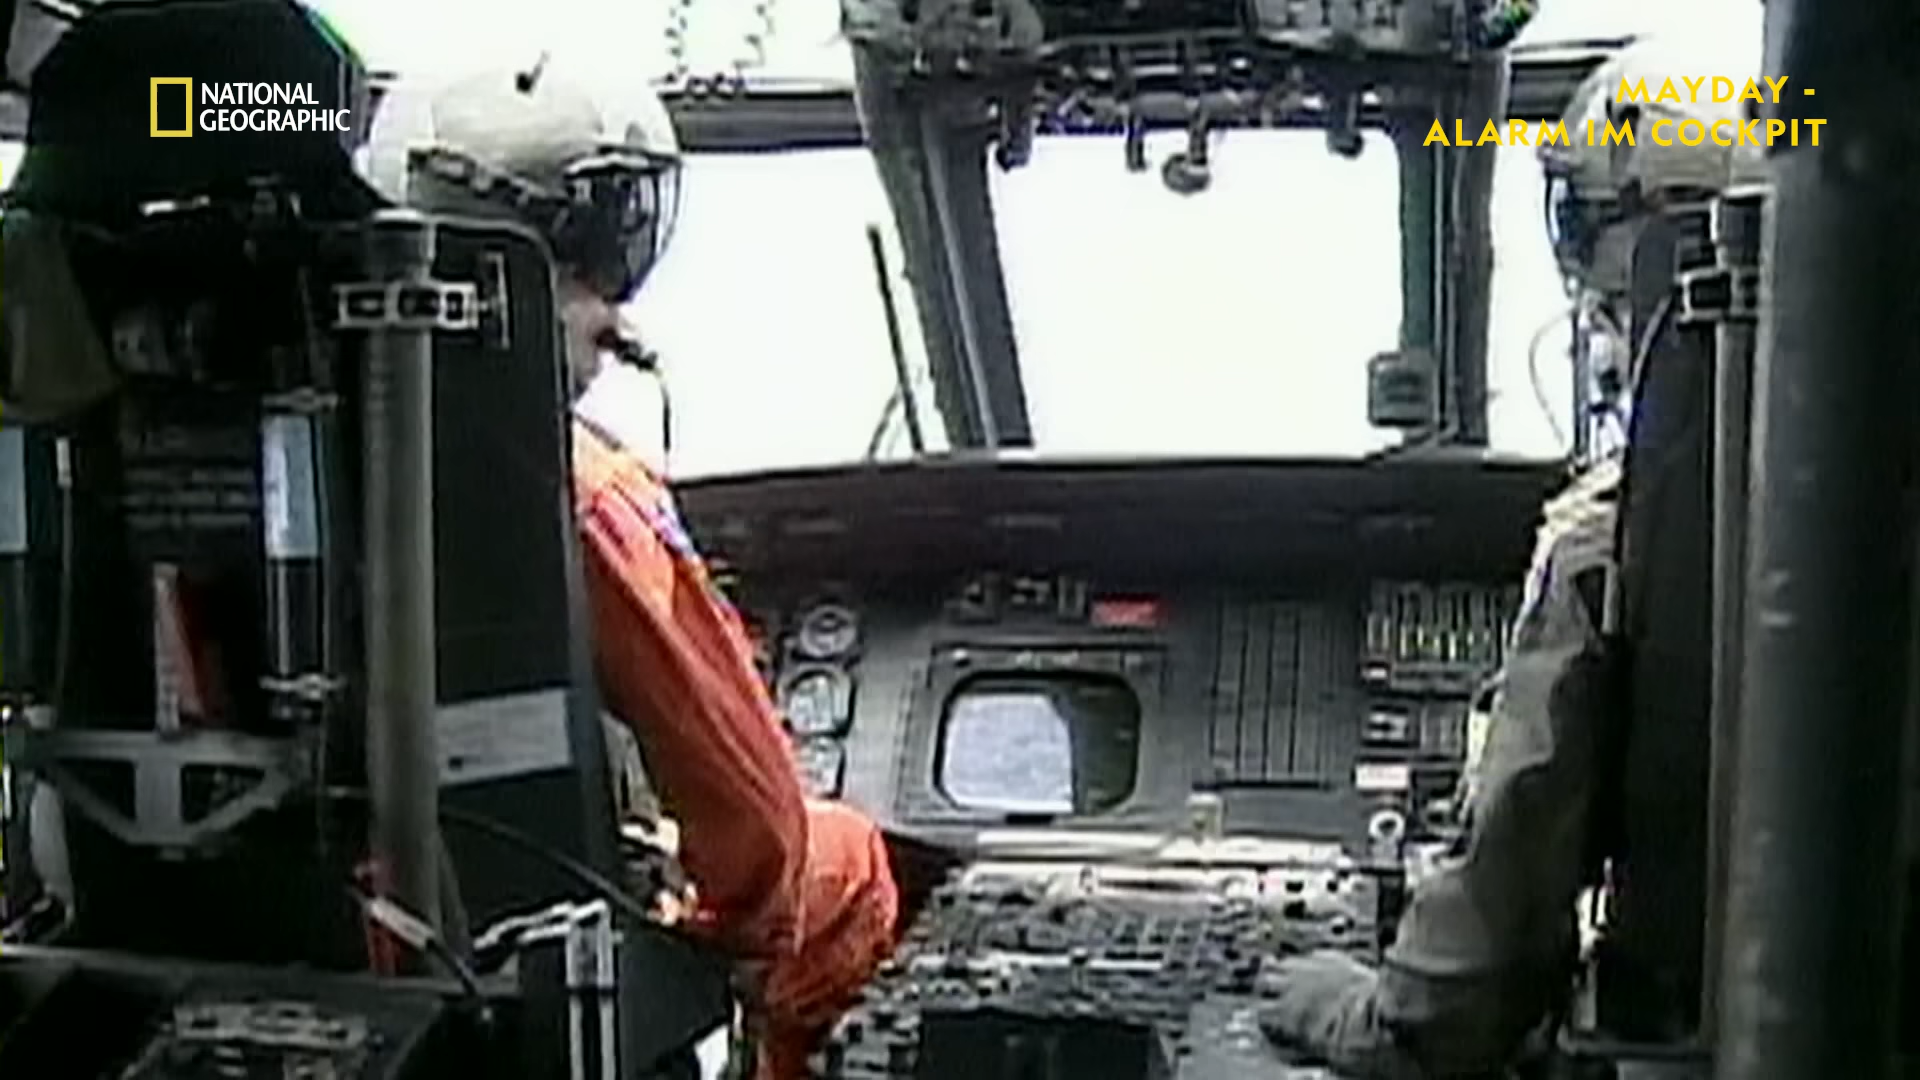 NATIONAL
GEOGRAPHIC
MAYDAY -
ALARM IM COCKPIT